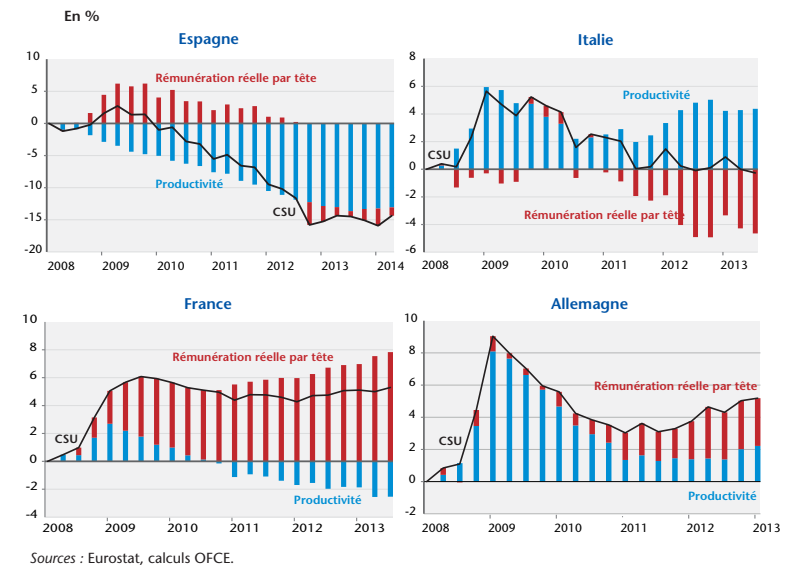 En %
Espagne
10
5
0
-5
-10
-15
-20
Rémunération réelle par tête
Productivité
CSU
2008 2009 2010 2011 2012 2013 2014
Italie
8
6
4
2
0
-2
-4
-6
Productivité
CSU
Rémunération réelle par tête
2008 2009 2010 2011 2012 2013
France
10
8
6
4
2
0
-2
-4
Rémunération réelle par tête
CSU
Productivité
2008 2009 2010 2011 2012 2013
Allemagne
10
8
6
4
2
0
-2
Rémunération réelle par tête
CSU
Productivité
2008 2009 2010 2011 2012 2013
Sources : Eurostat, calculs OFCE.